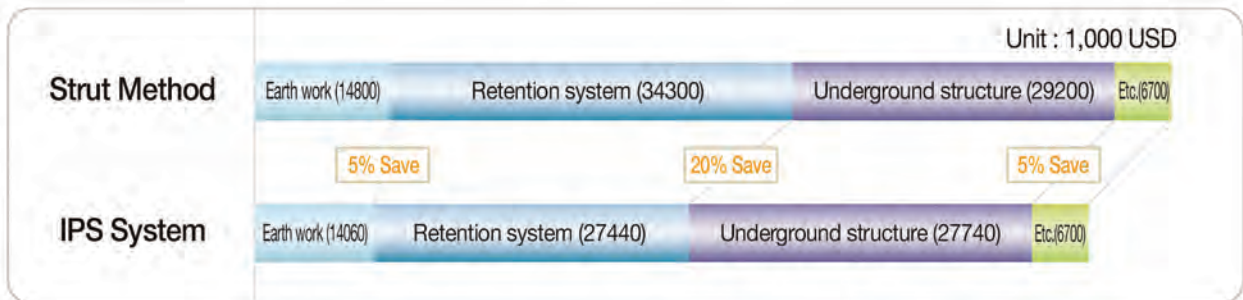 Unit : 1,000 USD
Strut Method Earth work (14800) Retention system (34300) Underground structure (29200) Etc.(6700)
5% Save 20% Save 5% Save
IPS System Earth work (14060) Retention system (27440) Underground structure (27740) Etc.(6700)